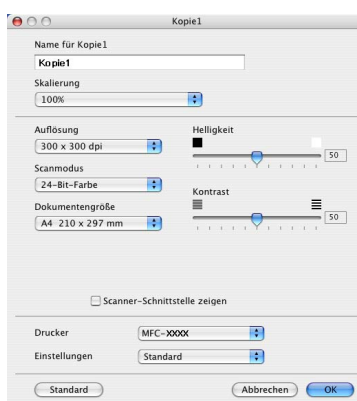 Kopie1
Name für Kopie1
Kopie1
Skalierung
100%
Auflösung
300 x 300 dpi
Scanmodus
24-Bit-Farbe
Dokumentengröße
A4 210 x 297 mm
Helligkeit
50
Kontrast
50
Scanner-Schnittstelle zeigen
Drucker
MFC-XXXX
Einstellungen
Standard
Standard
Abbrechen
OK